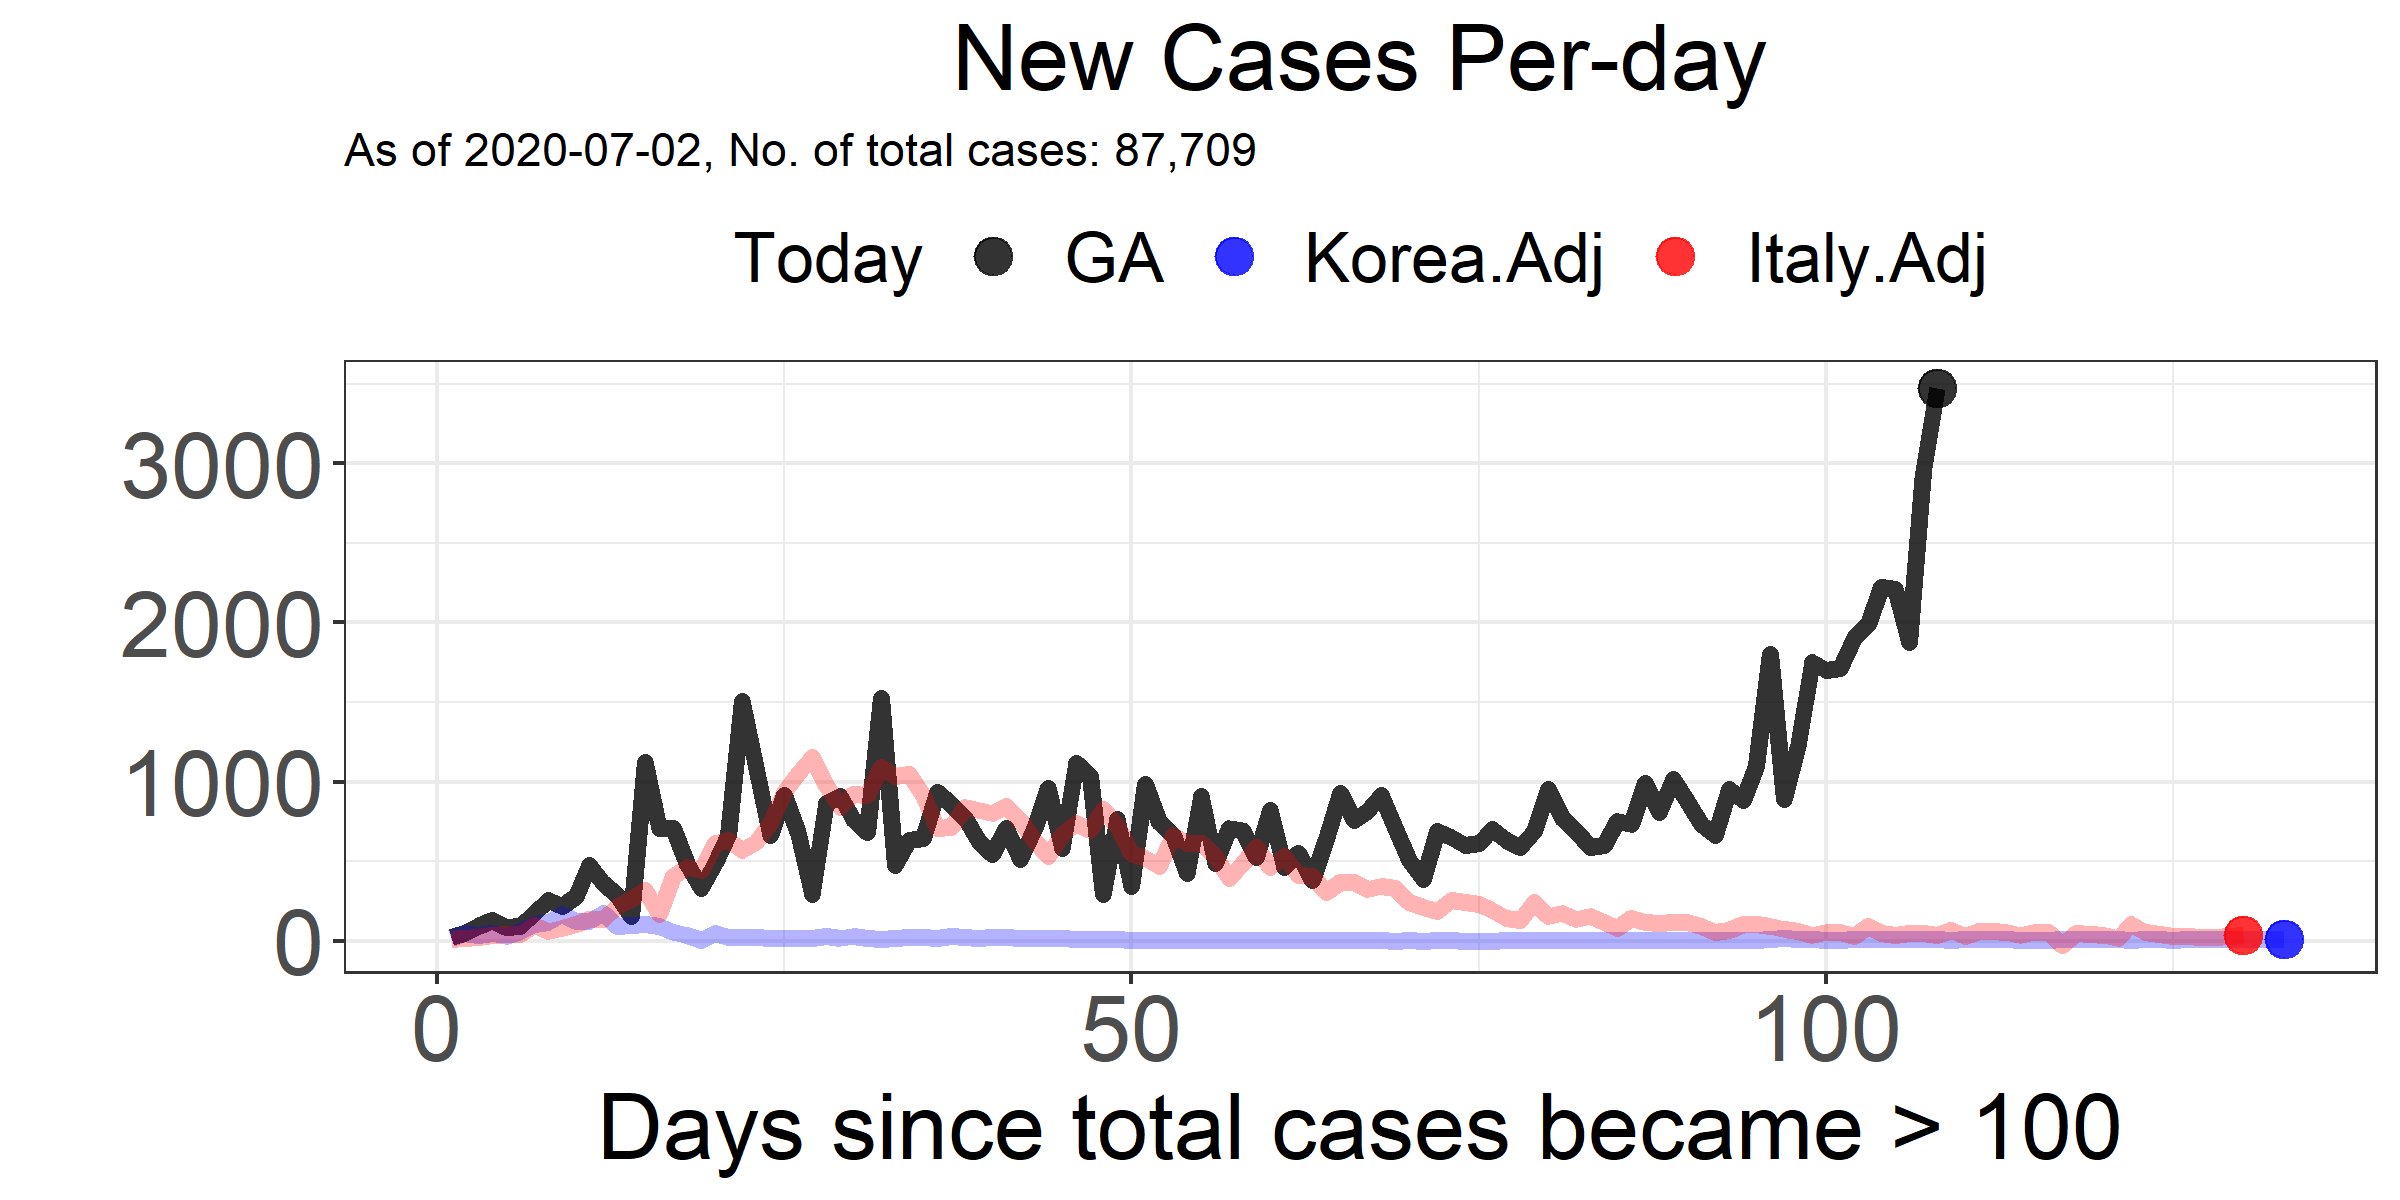 New Cases Per-day
As of 2020-07-02, No. of total cases: 87,709
Today GA Korea.Adj Italy.Adj
3000
2000
1000
0
0 50 100
Days since total cases became > 100